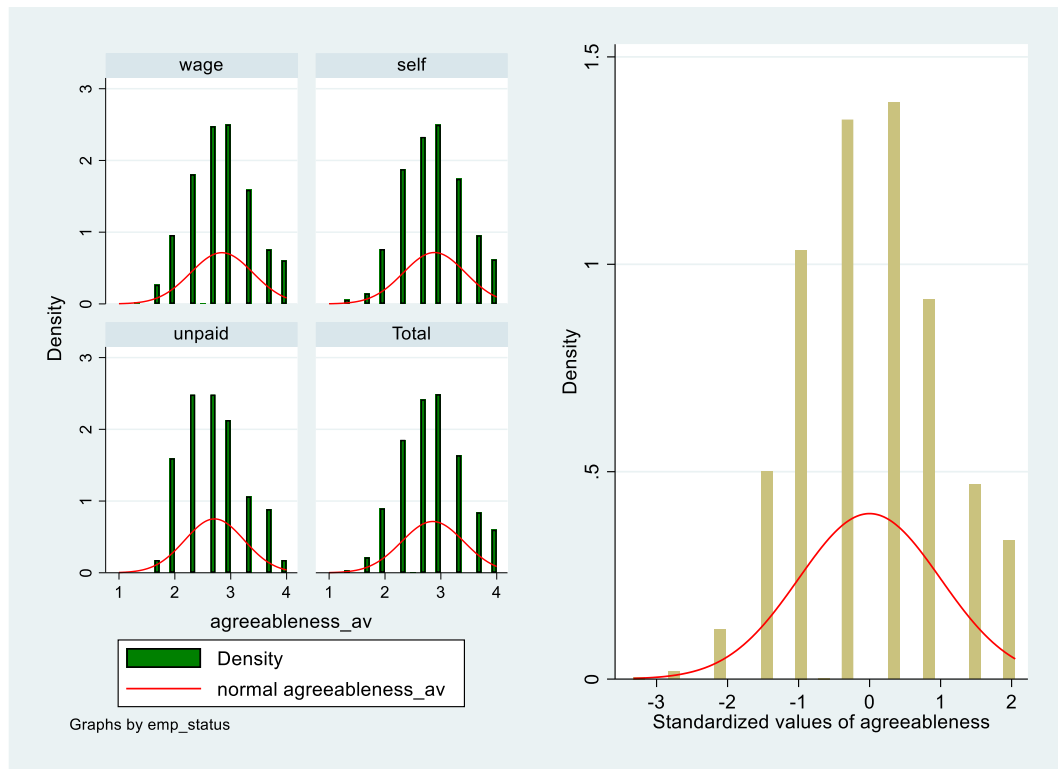 wage
self
3
2
1
0
unpaid
Total
3
2
1
0
1 2 3 4
1 2 3 4
Density
agreeableness_av
Density
normal agreeableness_av
Graphs by emp_status
1.5
1
.5
0
Density
-3 -2 -1 0 1 2
Standardized values of agreeableness